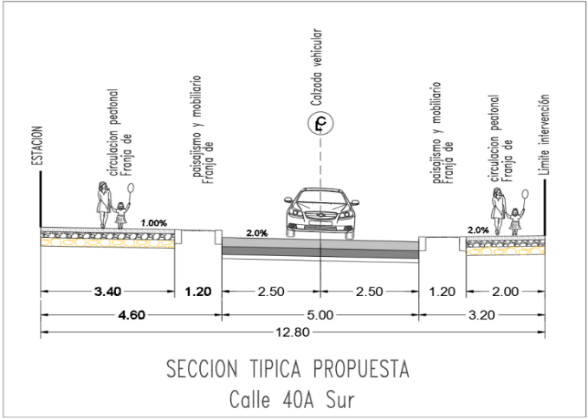 ESTACION
Franja de
circulacion peatonal
Franja de
paisajismo y mobiliario
Calzada vehicular
CL
Franja de
paisajismo y mobiliario
Franja de
circulacion peatonal
Limite intervención
1.00%
2.0%
2.0%
3.40 1.20 2.50 2.50 1.20 2.00
4.60 5.00 3.20
12.80
SECCION TIPICA PROPUESTA
Calle 40A Sur